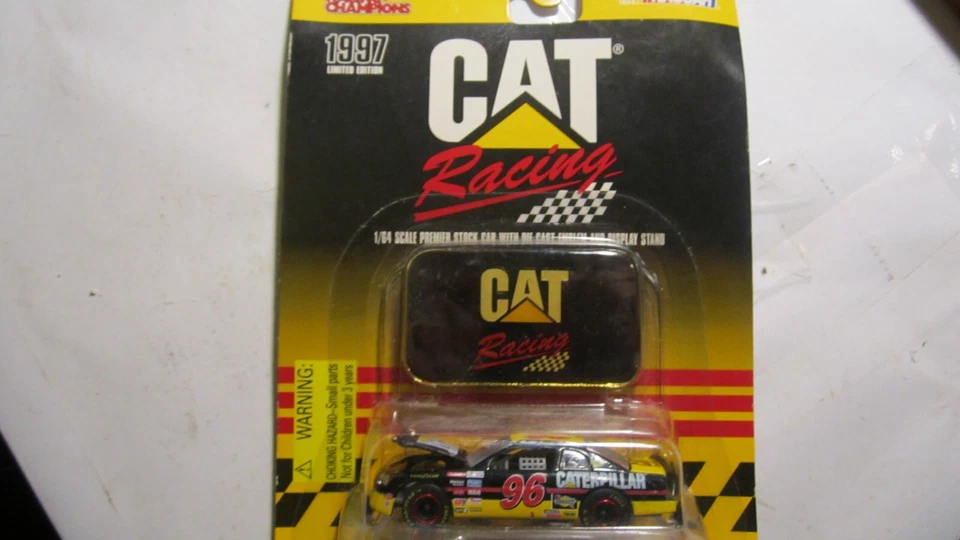 CHAMPIONS
1997
LIMITED EDITION
CAT®
Racing
1/64 SCALE PREMIER STOCK CAR WITH DIE CAST EMBLEM AND DISPLAY STAND
CAT
Racing
WARNING:
CHOKING HAZARD–Small parts
Not for Children under 3 years
96
CATERPILLAR